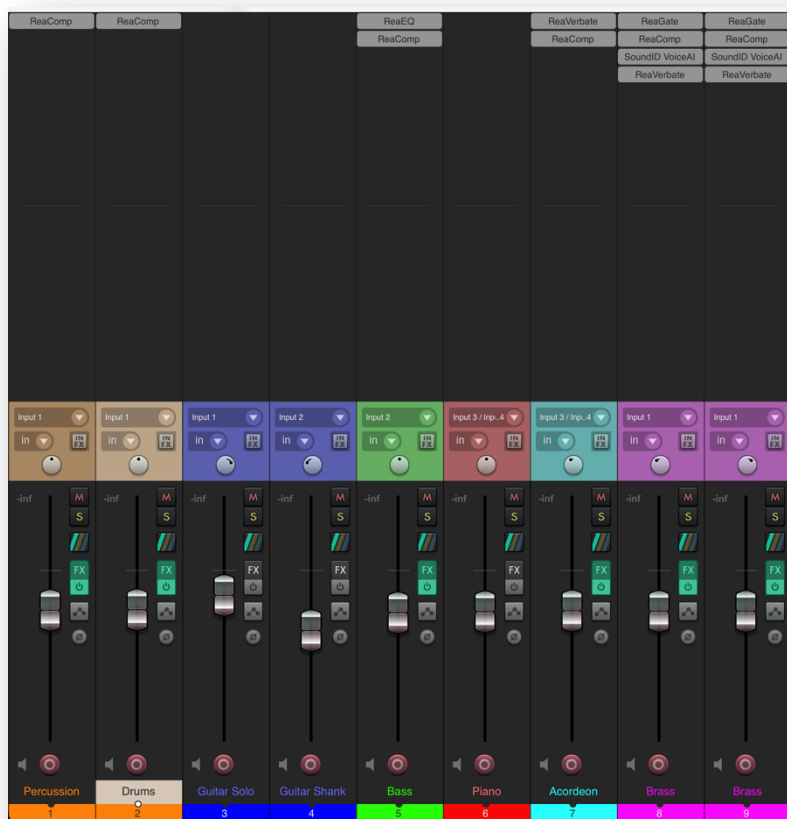 ReaComp ReaComp ReaEQ ReaVerbate ReaGate ReaGate
ReaComp ReaComp ReaComp ReaComp
SoundID VoiceAI SoundID VoiceAI
ReaVerbate ReaVerbate
Input 1 Input 1 Input 1 Input 2 Input 2 Input 3 / Inp..4 Input 3 / Inp..4 Input 1 Input 1
in IN FX in IN FX in IN FX in IN FX in IN FX in IN FX in IN FX in IN FX in IN FX
-inf M -inf M -inf M -inf M -inf M -inf M -inf M -inf M -inf M
S S S S S S S S S
FX FX FX FX FX FX FX FX FX
Percussion Drums Guitar Solo Guitar Shank Bass Piano Acordeon Brass Brass
1 2 3 4 5 6 7 8 9